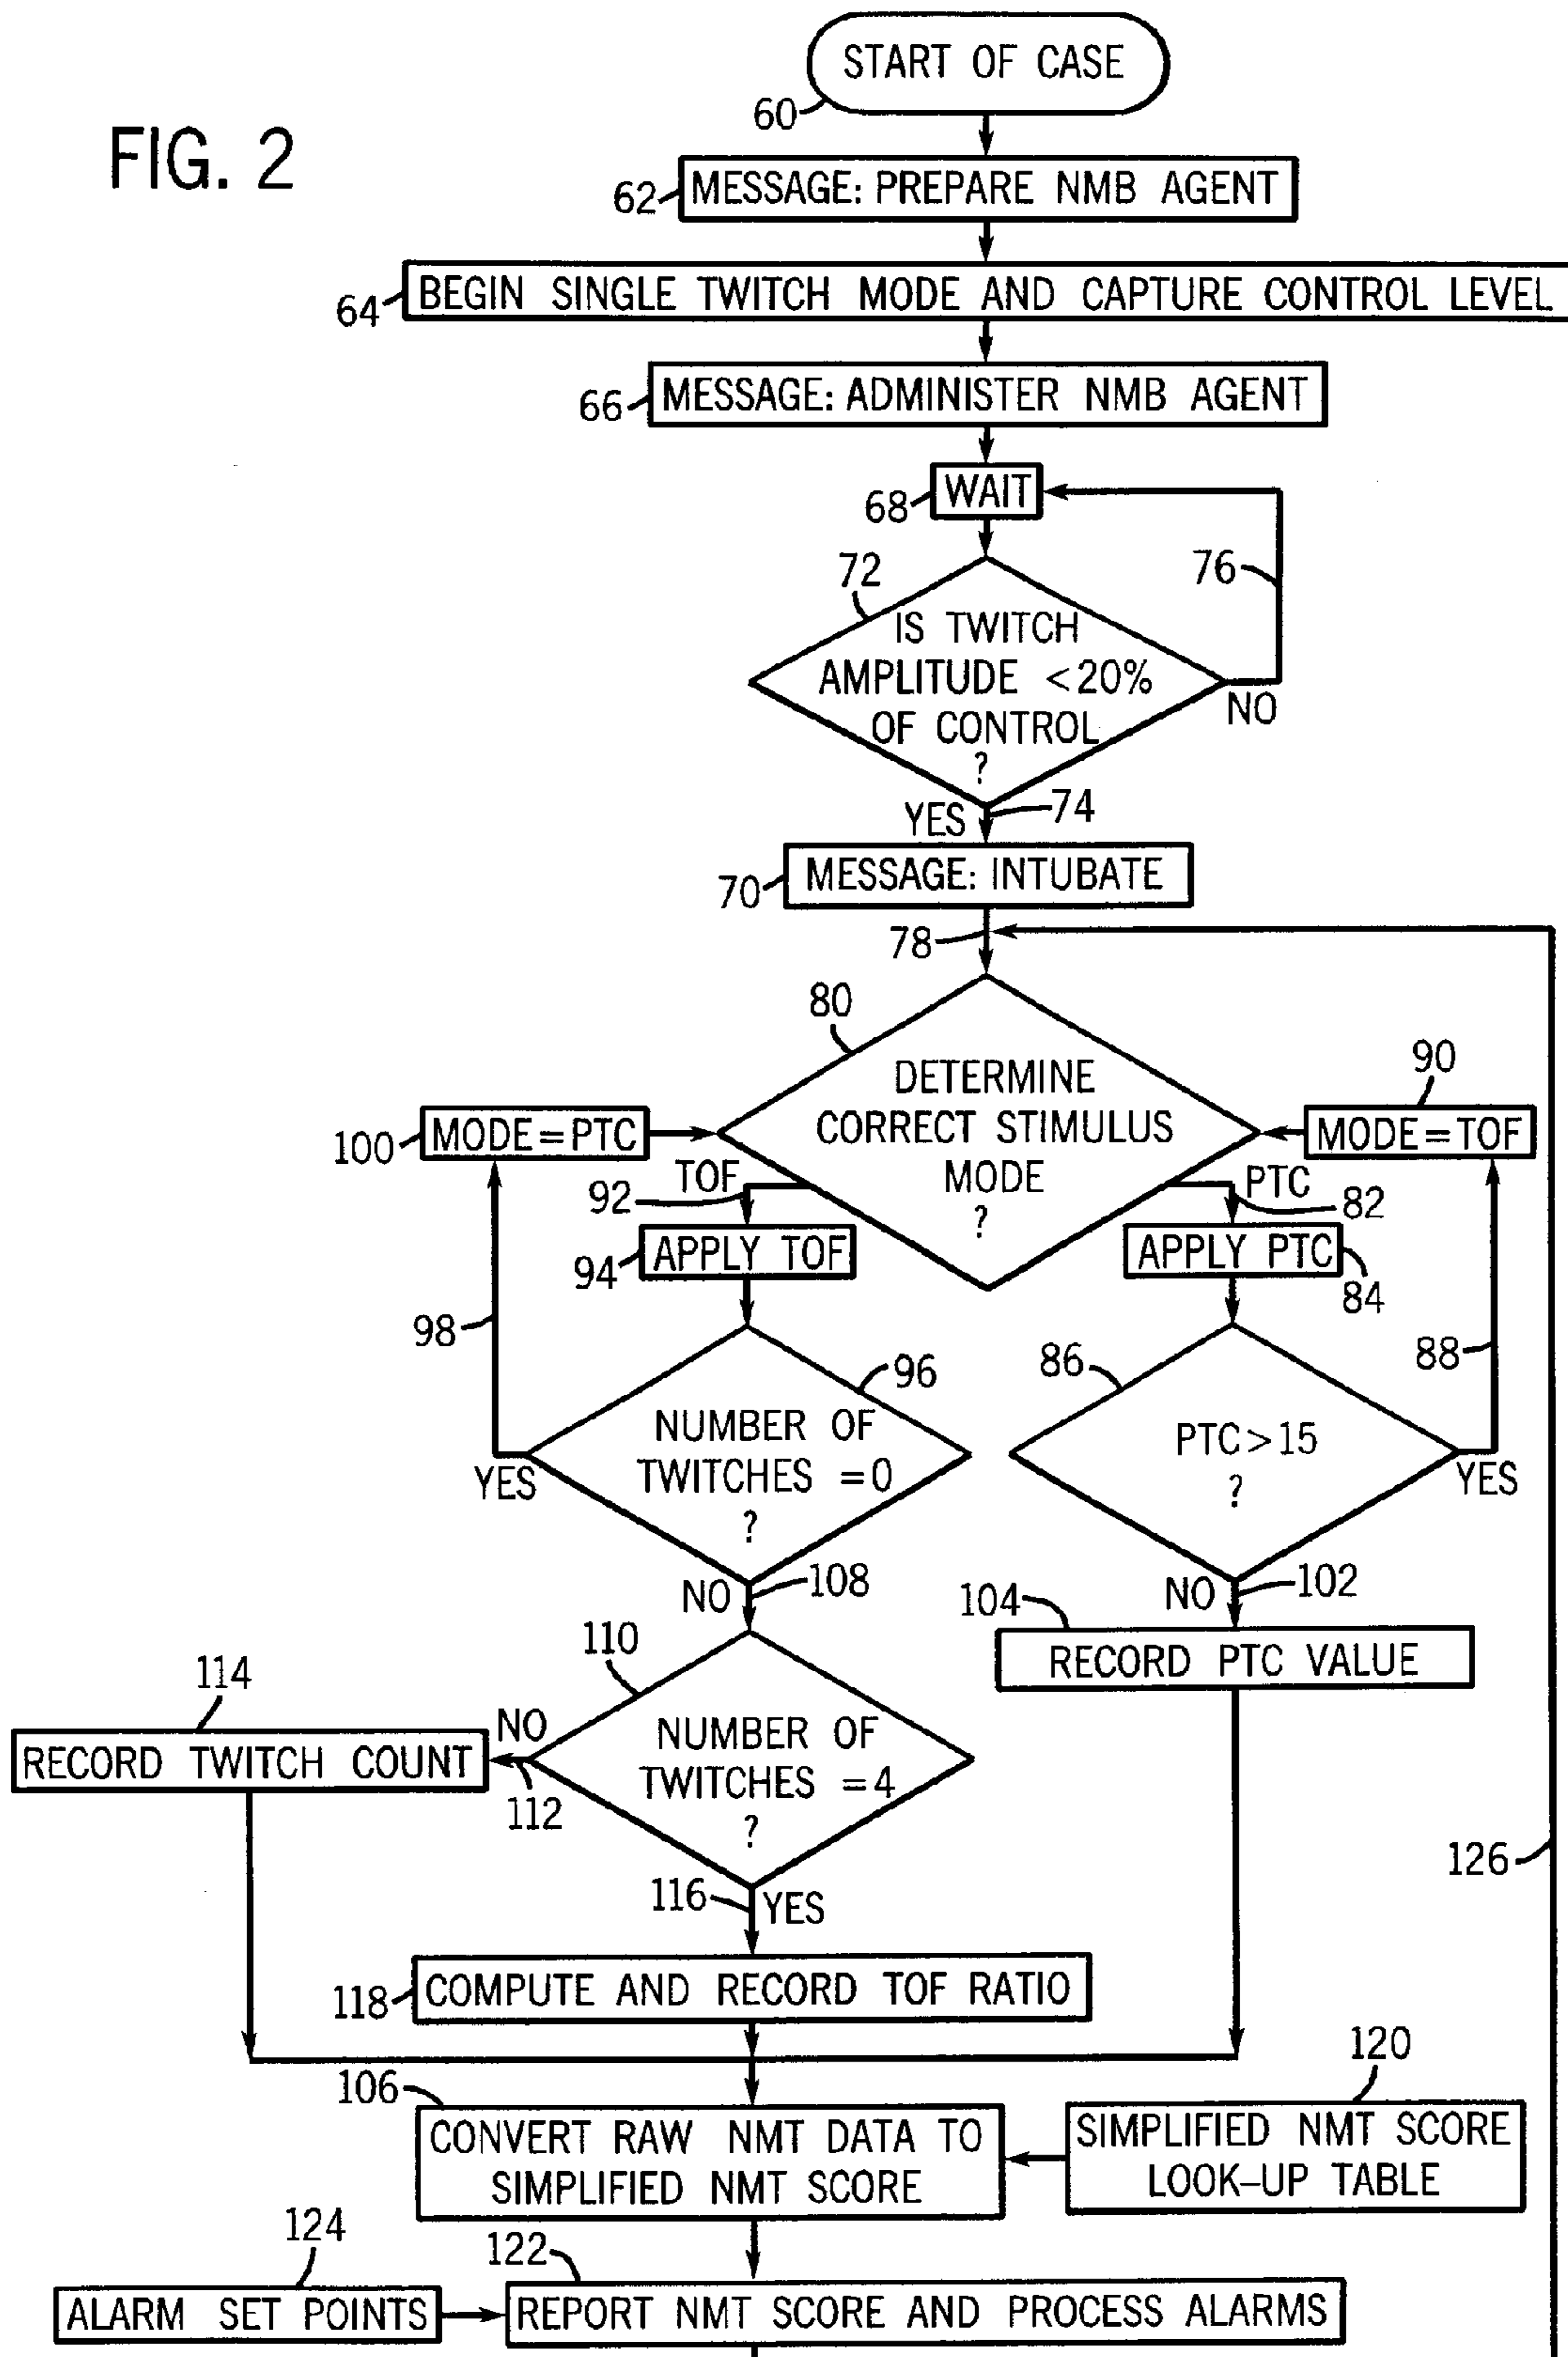 START OF CASE
60
FIG. 2
62
MESSAGE: PREPARE NMB AGENT
64
BEGIN SINGLE TWITCH MODE AND CAPTURE CONTROL LEVEL
66
MESSAGE: ADMINISTER NMB AGENT
68
WAIT
72
76
IS TWITCH
AMPLITUDE <20%
OF CONTROL
?
NO
YES
74
70
MESSAGE: INTUBATE
78
80
90
DETERMINE
CORRECT STIMULUS
MODE
?
100
MODE=PTC
MODE=TOF
TOF
92
PTC
82
94
APPLY TOF
APPLY PTC
84
98
96
86
88
NUMBER OF
TWITCHES =0
?
YES
PTC>15
?
YES
NO
108
NO
102
104
RECORD PTC VALUE
110
114
NO
RECORD TWITCH COUNT
112
NUMBER OF
TWITCHES =4
?
126
116
YES
118
COMPUTE AND RECORD TOF RATIO
106
120
CONVERT RAW NMT DATA TO
SIMPLIFIED NMT SCORE
SIMPLIFIED NMT SCORE
LOOK-UP TABLE
124
122
ALARM SET POINTS
REPORT NMT SCORE AND PROCESS ALARMS